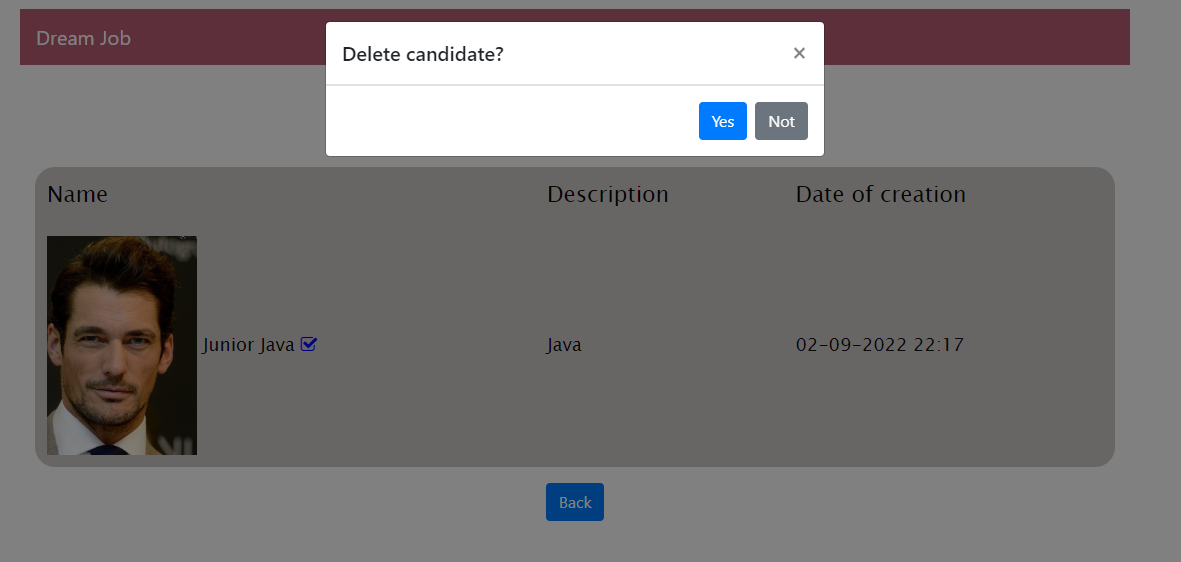 Dream Job
Delete candidate? ×
Yes Not
Name Description Date of creation
Junior Java Java 02-09-2022 22:17
Back